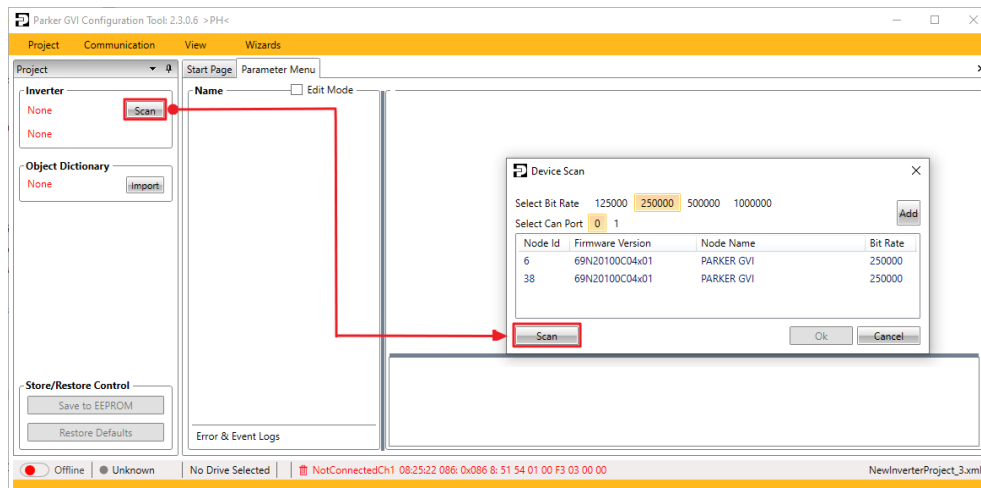 Parker GVI Configuration Tool: 2.3.0.6 >PH<
Project Communication View Wizards
Project
Start Page Parameter Menu
Inverter
None Scan
None
Object Dictionary
None Import
Name Edit Mode
Device Scan
Select Bit Rate 125000 250000 500000 1000000
Select Can Port 0 1
Add
Node Id Firmware Version Node Name Bit Rate
6 69N20100C04x01 PARKER GVI 250000
38 69N20100C04x01 PARKER GVI 250000
Scan Ok Cancel
Store/Restore Control
Save to EEPROM
Restore Defaults
Error & Event Logs
Offline Unknown No Drive Selected NotConnectedCh1 08:25:22 086: 0x086 8: 51 54 01 00 F3 03 00 00 NewInverterProject_3.xml